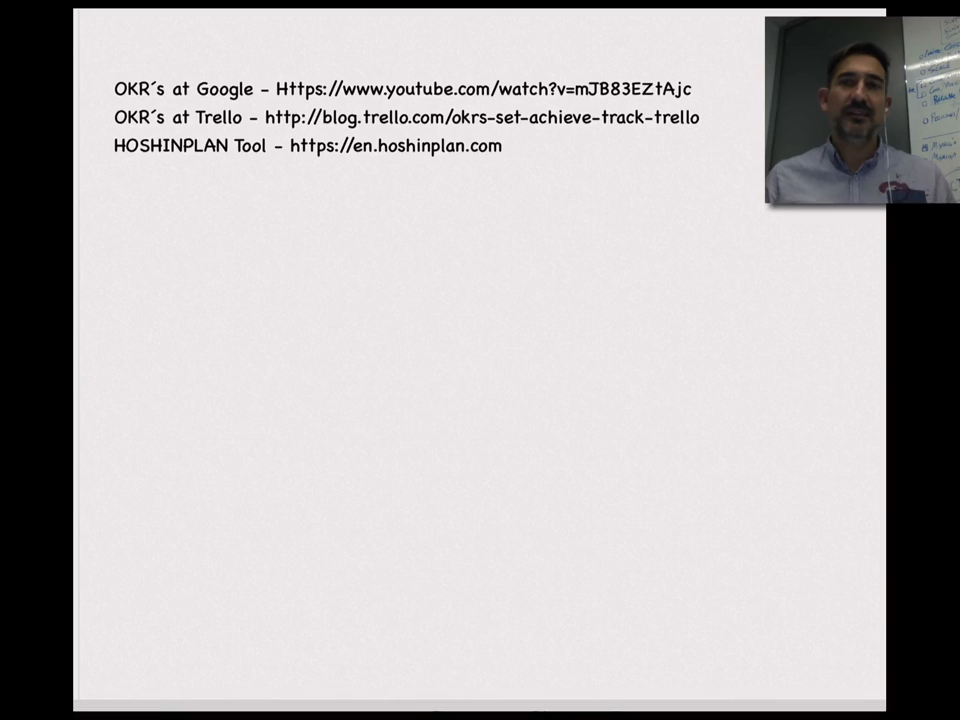 OKR´s at Google - Https://www.youtube.com/watch?v=mJB83EZtAjc
OKR´s at Trello - http://blog.trello.com/okrs-set-achieve-track-trello
HOSHINPLAN Tool - https://en.hoshinplan.com